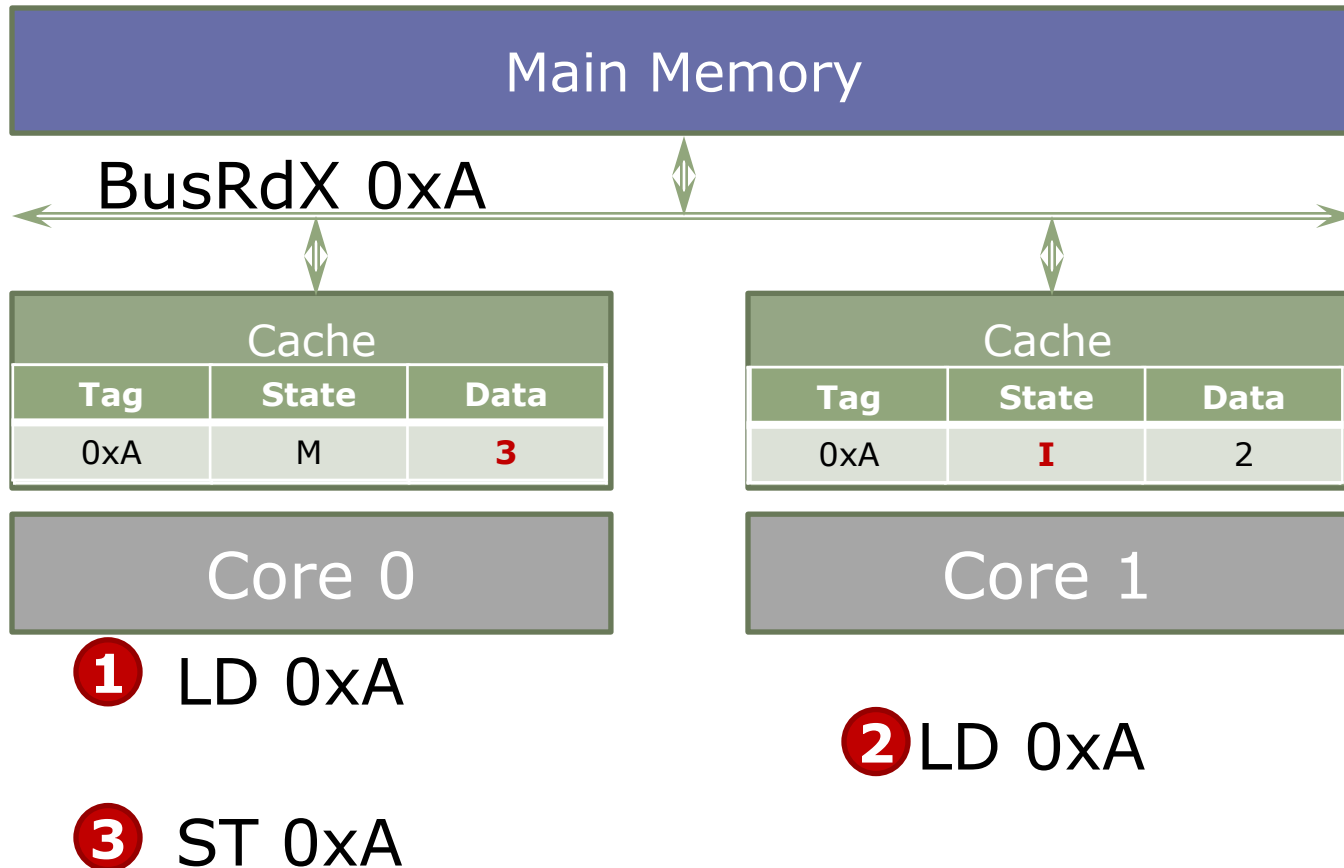 Main Memory
BusRdX 0xA
Cache
Tag State Data
0xA M 3
Core 0
Cache
Tag State Data
0xA I 2
Core 1
1 LD 0xA
2 LD 0xA
3 ST 0xA